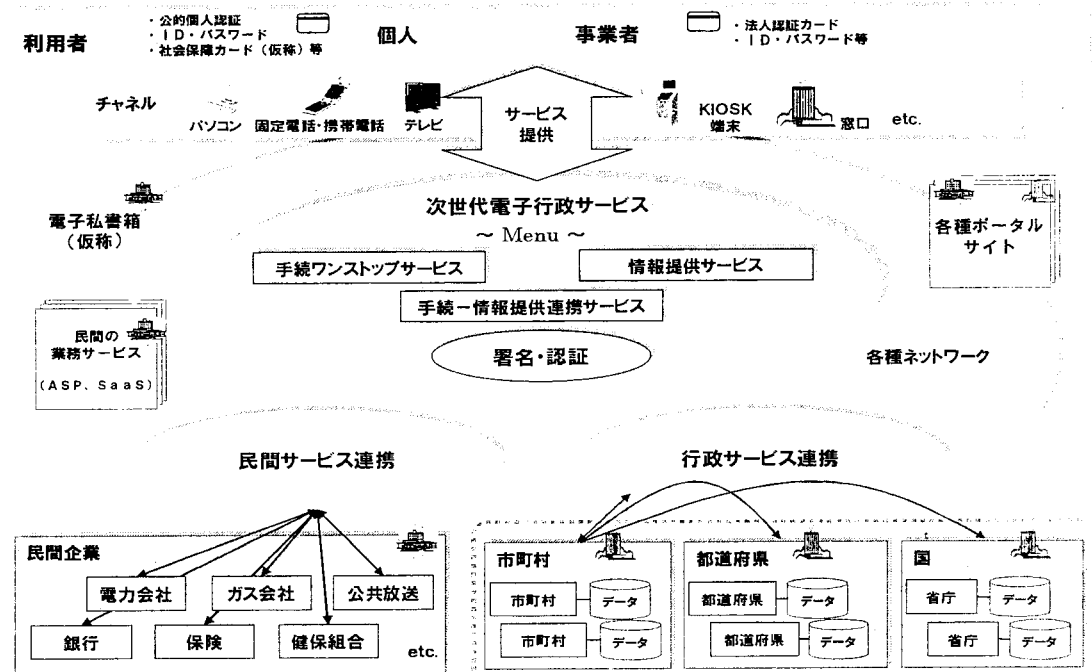 利用者
・公的個人認証
・ID・パスワード
・社会保障カード（仮称）等
個人
事業者
・法人認証カード
・ID・パスワード等
チャネル
パソコン
固定電話・携帯電話
テレビ
サービス
提供
KIOSK
端末
窓口
etc.
電子私書箱
（仮称）
次世代電子行政サービス
～ Menu ～
手続ワンストップサービス
情報提供サービス
手続－情報提供連携サービス
署名・認証
各種ポータル
サイト
民間の
業務サービス
(ASP、SaaS)
各種ネットワーク
民間サービス連携
行政サービス連携
民間企業
電力会社
ガス会社
公共放送
銀行
保険
健保組合
etc.
市町村
市町村
データ
市町村
データ
都道府県
都道府県
データ
都道府県
データ
国
省庁
データ
省庁
データ